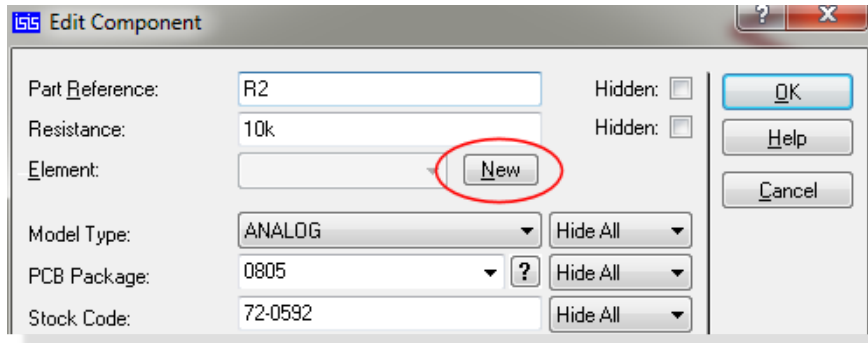 isis Edit Component ? X
Part Reference: R2 Hidden: OK
Resistance: 10k Hidden: Help
Element: New Cancel
Model Type: ANALOG Hide All
PCB Package: 0805 ? Hide All
Stock Code: 72-0592 Hide All